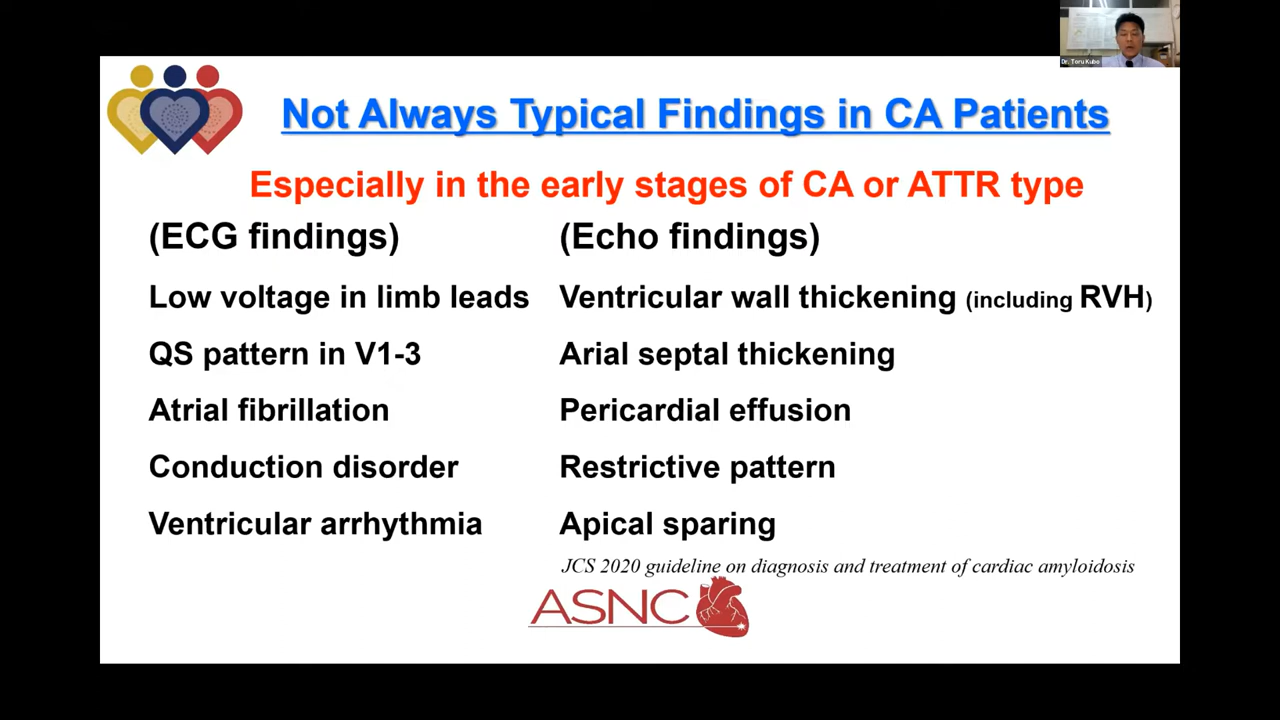 Dr. Toru Kubo
Not Always Typical Findings in CA Patients
Especially in the early stages of CA or ATTR type
(ECG findings)
Low voltage in limb leads
QS pattern in V1-3
Atrial fibrillation
Conduction disorder
Ventricular arrhythmia
(Echo findings)
Ventricular wall thickening (including RVH)
Arial septal thickening
Pericardial effusion
Restrictive pattern
Apical sparing
JCS 2020 guideline on diagnosis and treatment of cardiac amyloidosis
ASNC